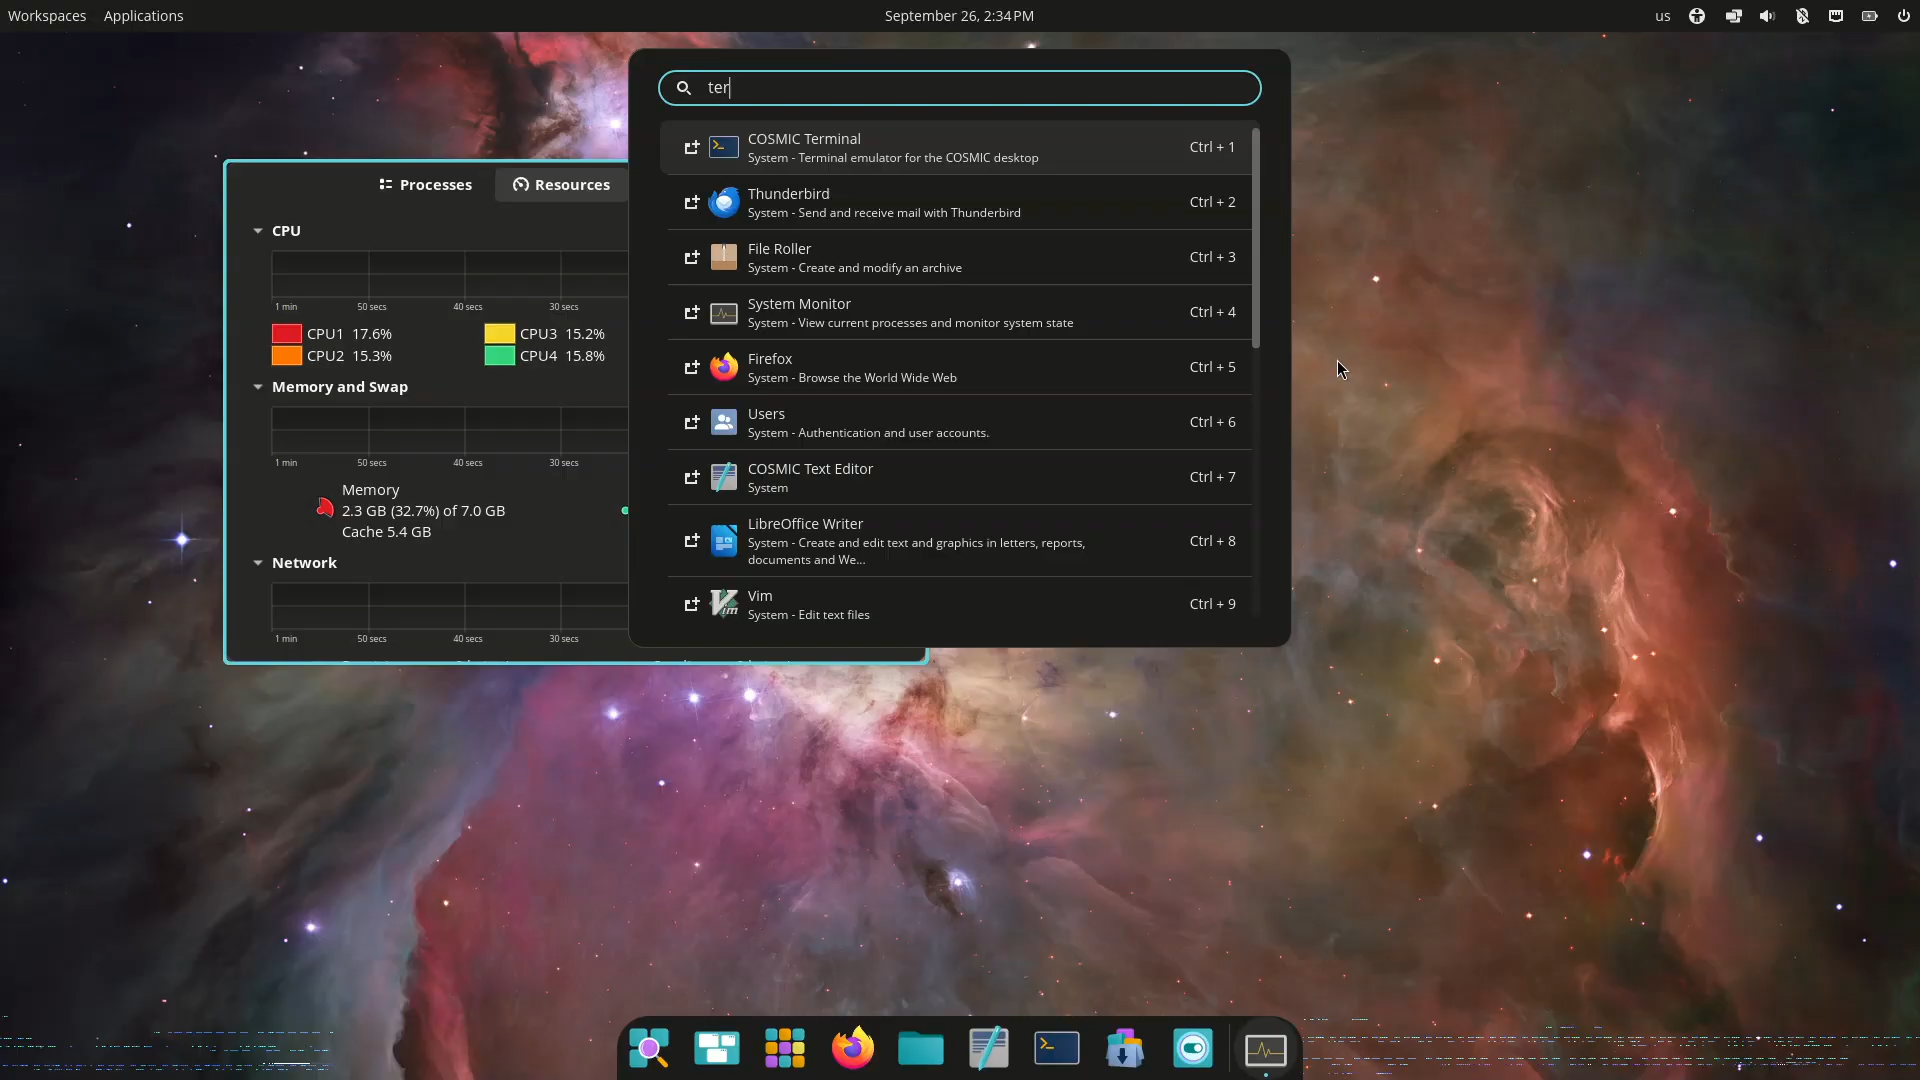 Workspaces Applications September 26, 2:34 PM us
ter
COSMIC Terminal
System - Terminal emulator for the COSMIC desktop
Ctrl + 1
Thunderbird
System - Send and receive mail with Thunderbird
Ctrl + 2
File Roller
System - Create and modify an archive
Ctrl + 3
System Monitor
System - View current processes and monitor system state
Ctrl + 4
Firefox
System - Browse the World Wide Web
Ctrl + 5
Users
System - Authentication and user accounts.
Ctrl + 6
COSMIC Text Editor
System
Ctrl + 7
LibreOffice Writer
System - Create and edit text and graphics in letters, reports,
documents and We...
Ctrl + 8
Vim
System - Edit text files
Ctrl + 9
Processes Resources
CPU
1 min 50 secs 40 secs 30 secs
CPU1 17.6% CPU3 15.2%
CPU2 15.3% CPU4 15.8%
Memory and Swap
1 min 50 secs 40 secs 30 secs
Memory
2.3 GB (32.7%) of 7.0 GB
Cache 5.4 GB
Network
1 min 50 secs 40 secs 30 secs